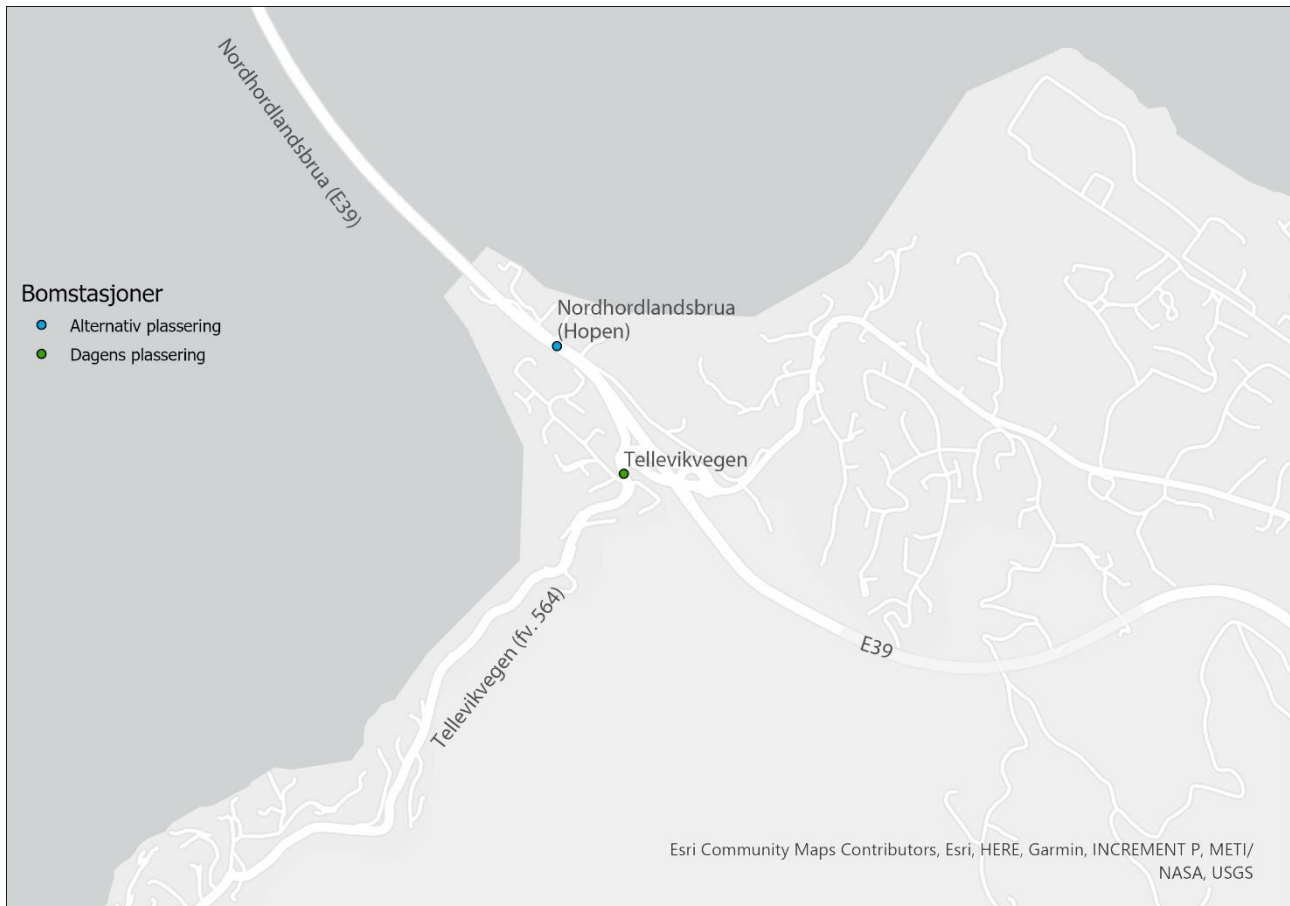 Nordhordlandsbrua (E39)
Bomstasjoner
Alternativ plassering
Dagens plassering
Nordhordlandsbrua
(Hopen)
Tellevikvegen
Tellevikvegen (fv. 564)
E39
Esri Community Maps Contributors, Esri, HERE, Garmin, INCREMENT P, METI/
NASA, USGS